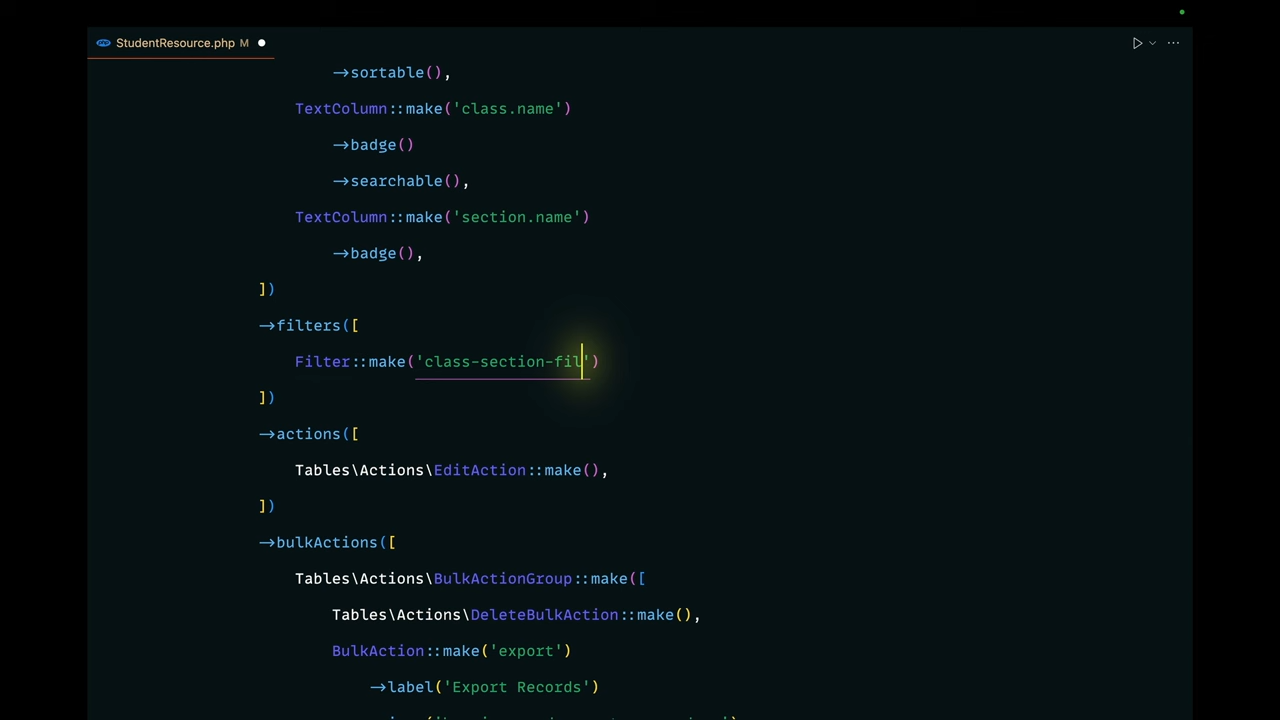 StudentResource.php M
->sortable(),
TextColumn::make('class.name')
->badge()
->searchable(),
TextColumn::make('section.name')
->badge(),
])
->filters([
Filter::make('class-section-fil')
])
->actions([
Tables\Actions\EditAction::make(),
])
->bulkActions([
Tables\Actions\BulkActionGroup::make([
Tables\Actions\DeleteBulkAction::make(),
BulkAction::make('export')
->label('Export Records')